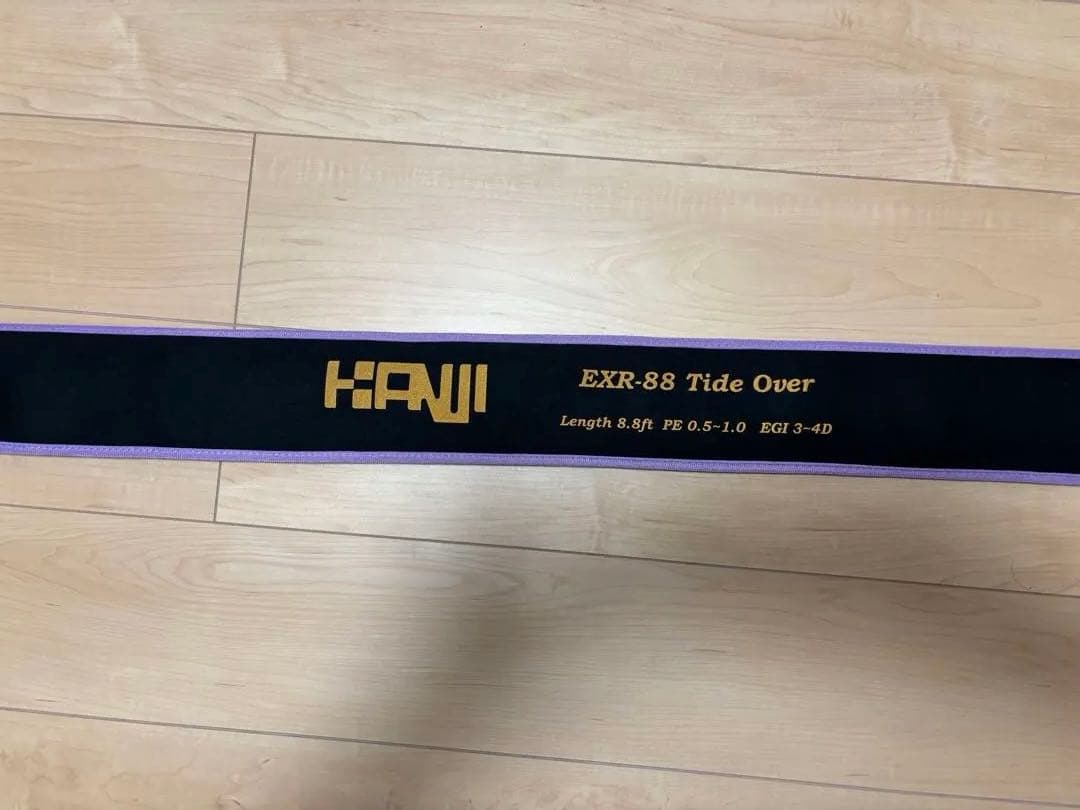 HANJI
EXR-88 Tide Over
Length 8.8ft PE 0.5~1.0 EGI 3~4D